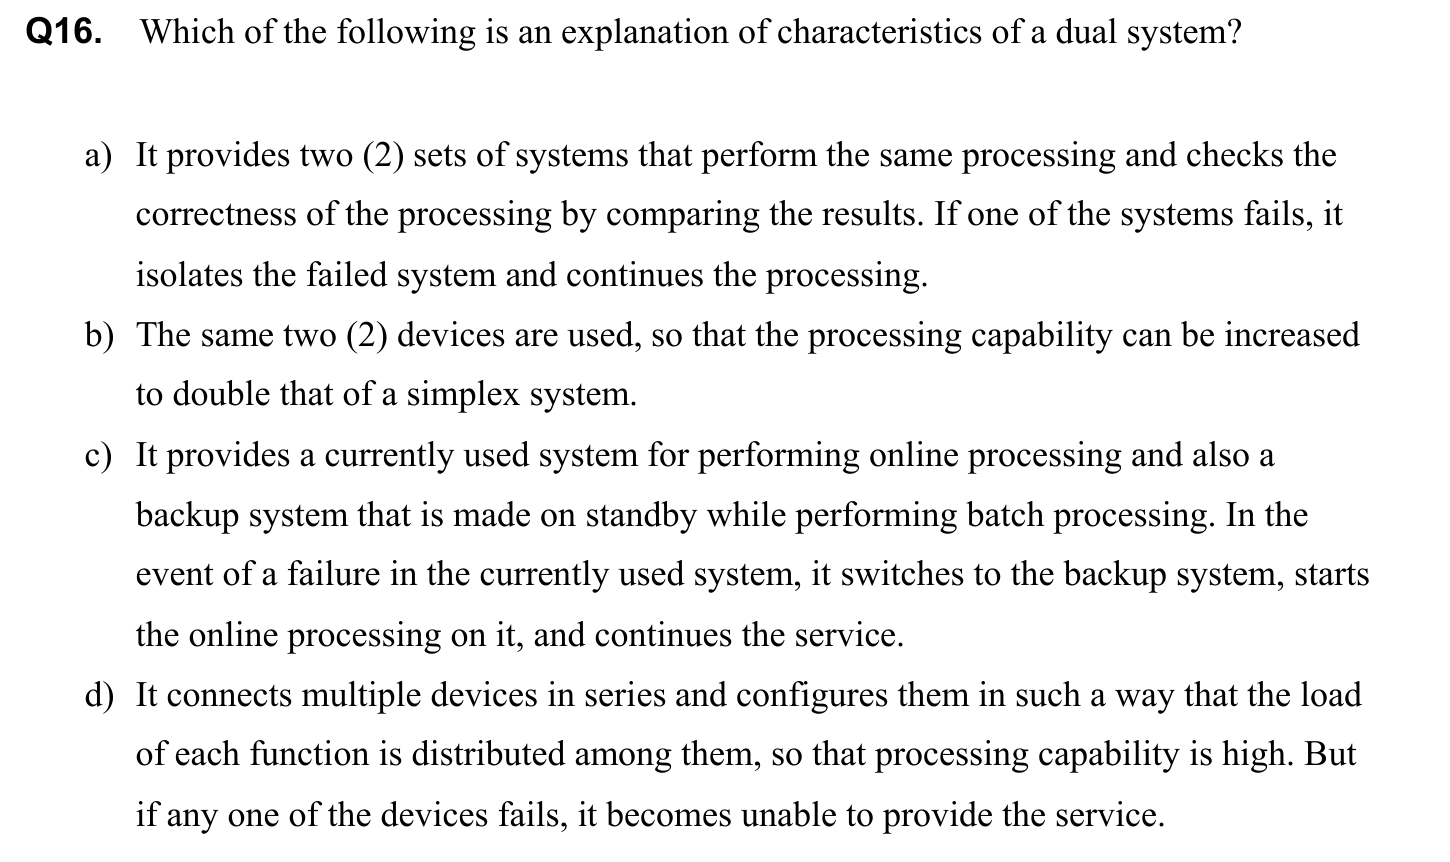 Q16. Which of the following is an explanation of characteristics of a dual system?
a) It provides two (2) sets of systems that perform the same processing and checks the
correctness of the processing by comparing the results. If one of the systems fails, it
isolates the failed system and continues the processing.
b) The same two (2) devices are used, so that the processing capability can be increased
to double that of a simplex system.
c) It provides a currently used system for performing online processing and also a
backup system that is made on standby while performing batch processing. In the
event of a failure in the currently used system, it switches to the backup system, starts
the online processing on it, and continues the service.
d) It connects multiple devices in series and configures them in such a way that the load
of each function is distributed among them, so that processing capability is high. But
if any one of the devices fails, it becomes unable to provide the service.